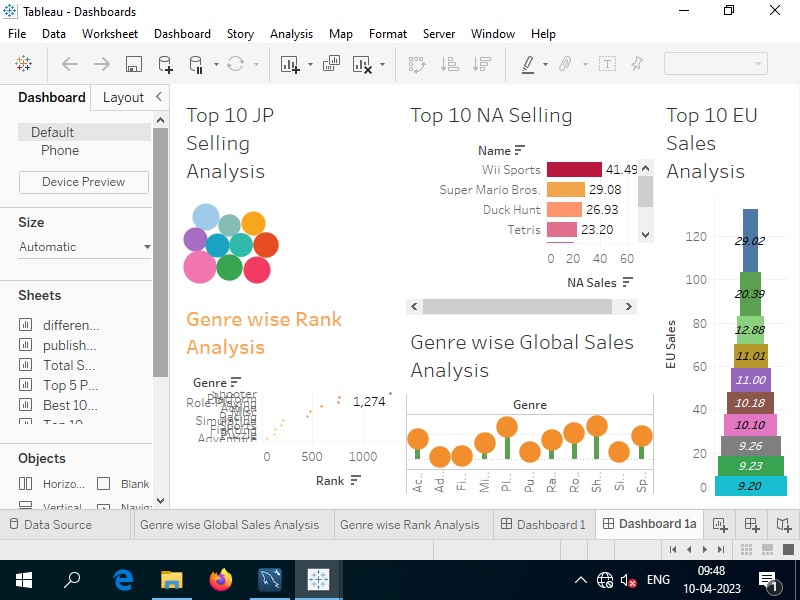 Tableau - Dashboards
File Data Worksheet Dashboard Story Analysis Map Format Server Window Help
Dashboard Layout
Default
Phone
Device Preview
Size
Automatic
Sheets
differen...
publish...
Total S...
Top 5 P...
Best 10...
Objects
Horizo... Blank
Top 10 JP
Selling
Analysis
Genre wise Rank
Analysis
Genre
Shooter
Platform
Role-Playing
Simulation
Fighting
Puzzle
Adventure
1,274
0 500 1000
Rank
Top 10 NA Selling
Name
Wii Sports 41.49
Super Mario Bros. 29.08
Duck Hunt 26.93
Tetris 23.20
0 20 40 60
NA Sales
Genre wise Global Sales
Analysis
Genre
Ac..
Ad..
Fi..
Mi..
Pl..
Pu..
Ra..
Ro..
Sh..
Si..
Sp..
Top 10 EU
Sales
Analysis
EU Sales
120
100
80
60
40
20
0
29.02
20.39
12.88
11.01
11.00
10.18
10.10
9.26
9.23
9.20
Data Source Genre wise Global Sales Analysis Genre wise Rank Analysis Dashboard 1 Dashboard 1a
ENG
09:48
10-04-2023
1